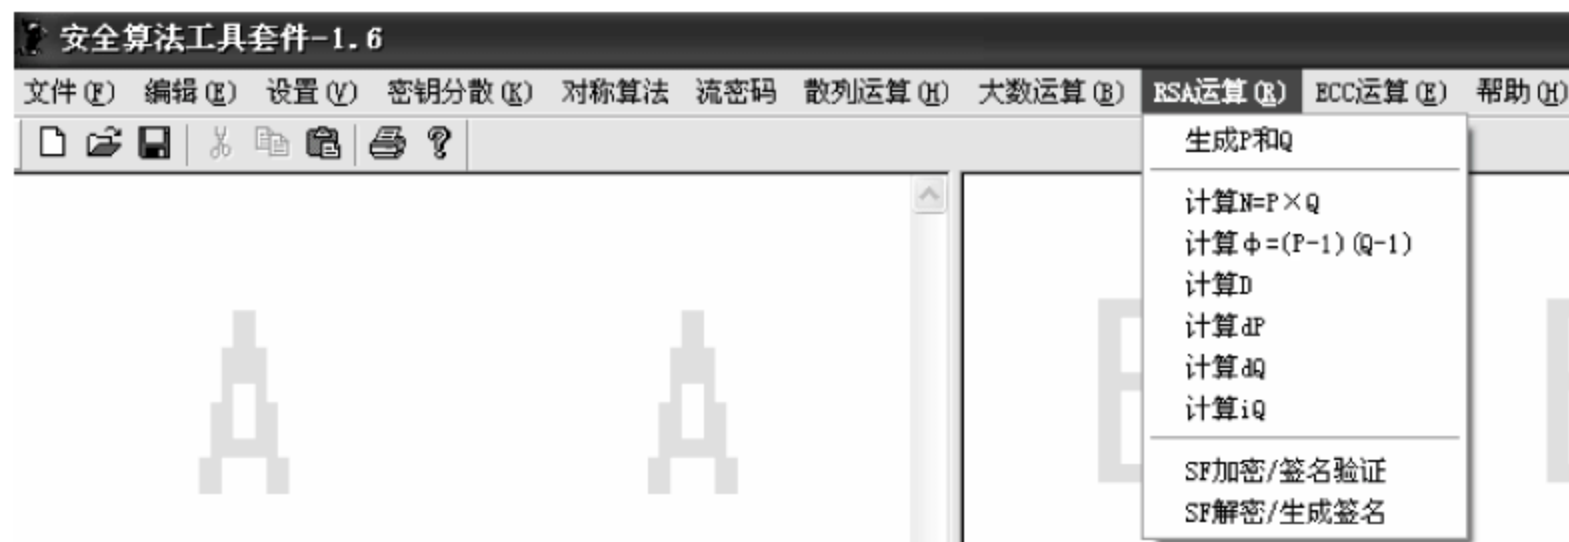 安全算法工具套件-1.6
文件(F) 编辑(E) 设置(V) 密钥分散(K) 对称算法 流密码 散列运算(H) 大数运算(B) RSA运算(R) ECC运算(E) 帮助(H)
生成P和Q
计算N=P×Q
计算φ=(P-1)(Q-1)
计算D
计算dP
计算dQ
计算iQ
SF加密/签名验证
SF解密/生成签名
A A